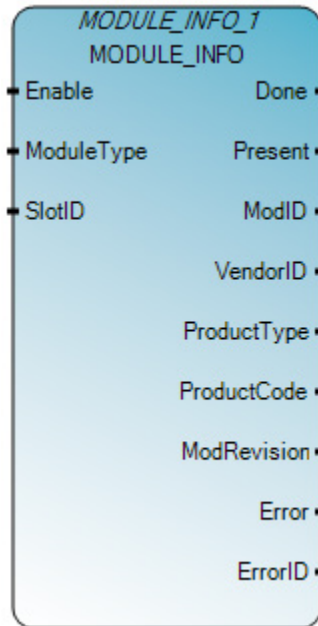 MODULE_INFO_1
MODULE_INFO
Enable Done
ModuleType Present
SlotID ModID
VendorID
ProductType
ProductCode
ModRevision
Error
ErrorID